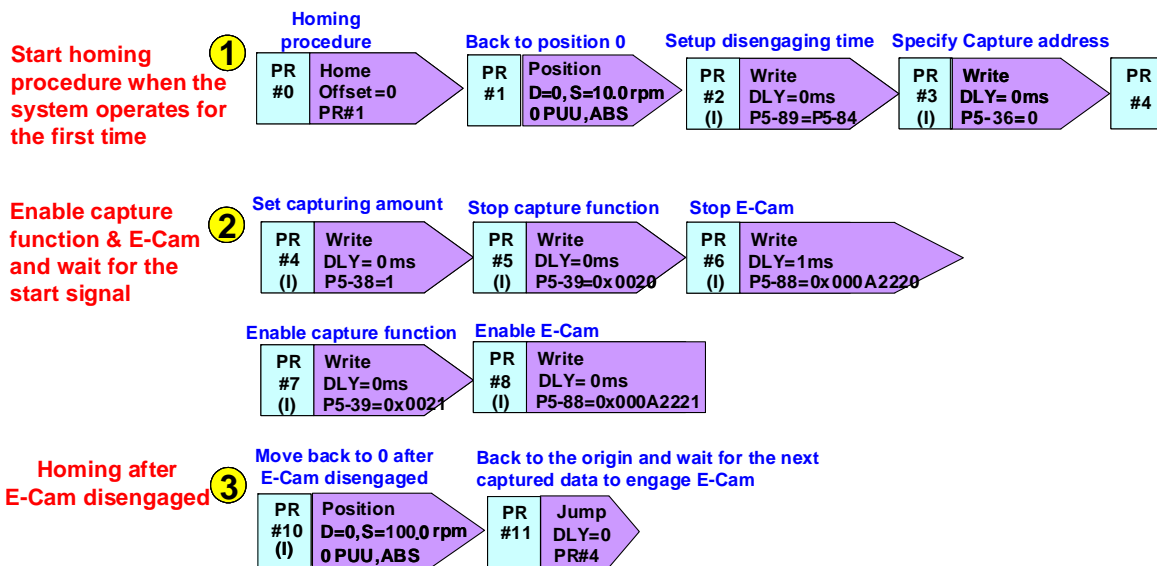 Start homing
procedure when the
system operates for
the first time
1
Homing
procedure
PR
#0
Home
Offset=0
PR#1
Back to position 0
PR
#1
Position
D=0, S=10.0 rpm
0 PUU,ABS
Setup disengaging time
PR
#2
(I)
Write
DLY=0ms
P5-89=P5-84
Specify Capture address
PR
#3
(I)
Write
DLY= 0ms
P5-36=0
PR
#4
Enable capture
function & E-Cam
and wait for the
start signal
2
Set capturing amount
PR
#4
(I)
Write
DLY= 0ms
P5-38=1
Stop capture function
PR
#5
(I)
Write
DLY=0ms
P5-39=0x0020
Stop E-Cam
PR
#6
(I)
Write
DLY=1ms
P5-88=0x000A2220
Enable capture function
PR
#7
(I)
Write
DLY=0ms
P5-39=0x0021
Enable E-Cam
PR
#8
(I)
Write
DLY= 0ms
P5-88=0x000A2221
Homing after
E-Cam disengaged
3
Move back to 0 after
E-Cam disengaged
PR
#10
(I)
Position
D=0,S=100.0 rpm
0 PUU,ABS
Back to the origin and wait for the next
captured data to engage E-Cam
PR
#11
Jump
DLY=0
PR#4